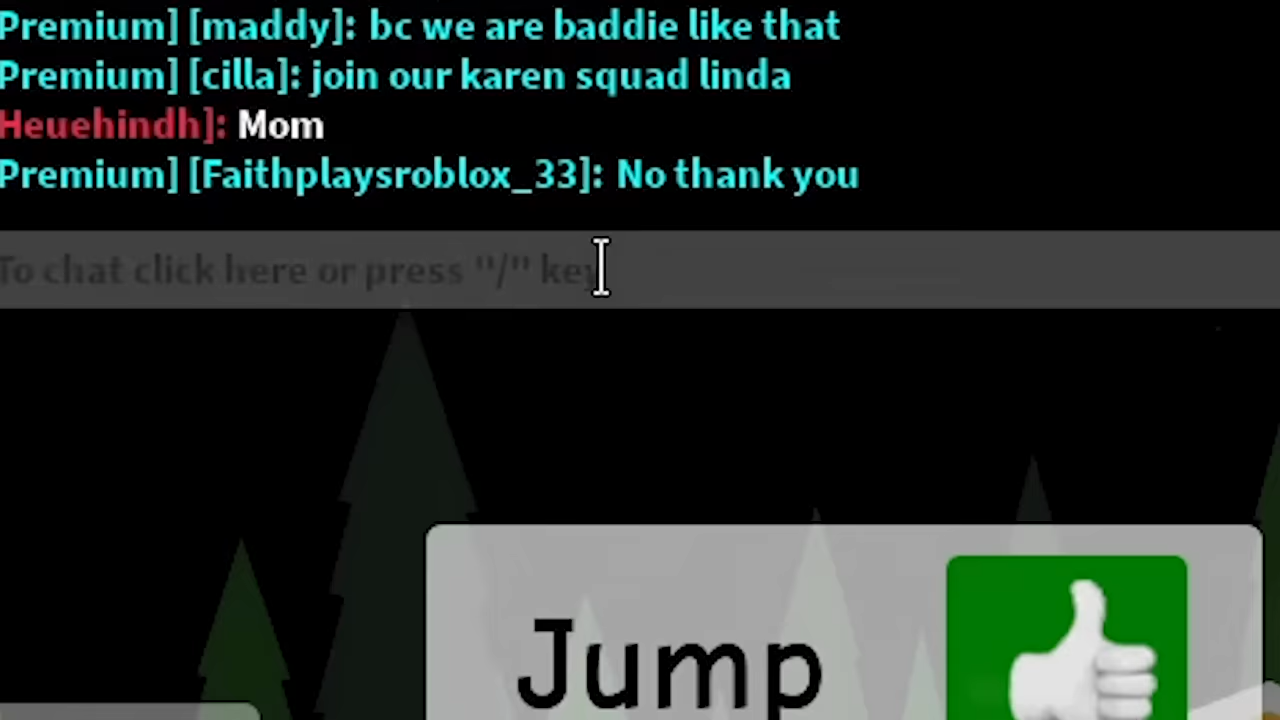 Premium] [maddy]: bc we are baddie like that
Premium] [cilla]: join our karen squad linda
Heuehindh]: Mom
Premium] [Faithplaysroblox_33]: No thank you
To chat click here or press "/" key
Jump